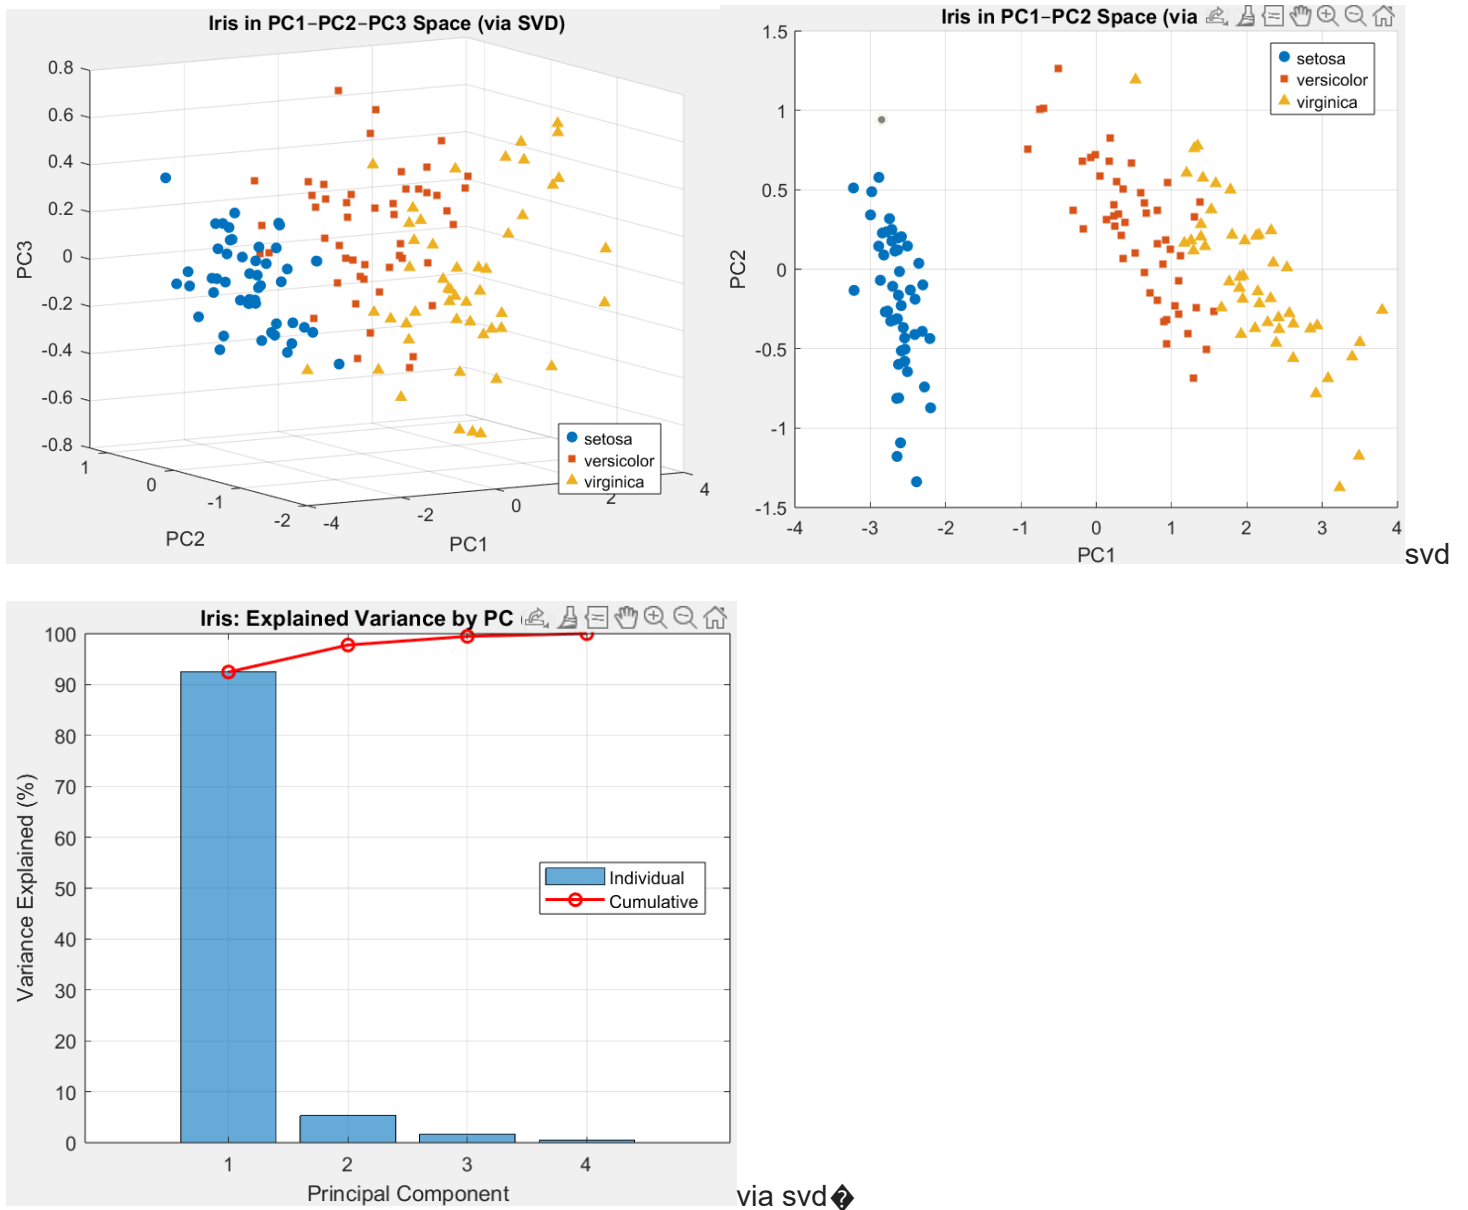 Iris in PC1−PC2−PC3 Space (via SVD)
0.8
0.6
0.4
0.2
0
-0.2
-0.4
-0.6
-0.8
PC3
1
0
-1
-2
PC2
-4
-2
0
2
4
PC1
setosa
versicolor
virginica
Iris in PC1−PC2 Space (via
1.5
1
0.5
0
-0.5
-1
-1.5
PC2
-4
-3
-2
-1
0
1
2
3
4
PC1
setosa
versicolor
virginica
svd
Iris: Explained Variance by PC (
100
90
80
70
60
50
40
30
20
10
0
Variance Explained (%)
1
2
3
4
Principal Component
Individual
Cumulative
via svd�